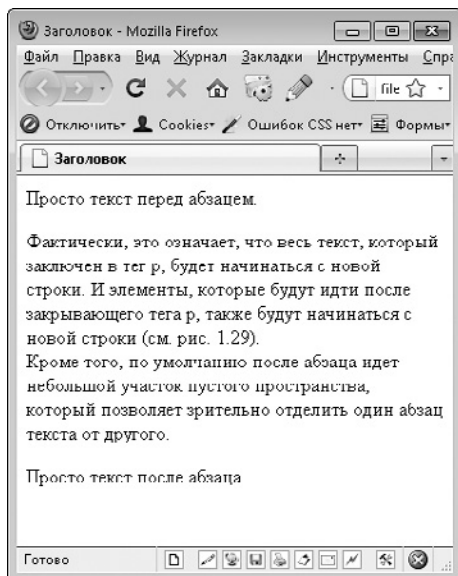 Заголовок - Mozilla Firefox
Файл Правка Вид Журнал Закладки Инструменты Спра
file
Отключить Cookies Ошибок CSS нет Формы
Заголовок
Просто текст перед абзацем.
Фактически, это означает, что весь текст, который
заключен в тег p, будет начинаться с новой
строки. И элементы, которые будут идти после
закрывающего тега p, также будут начинаться с
новой строки (см. рис. 1.29).
Кроме того, по умолчанию после абзаца идет
небольшой участок пустого пространства,
который позволяет зрительно отделить один абзац
текста от другого.
Просто текст после абзаца
Готово